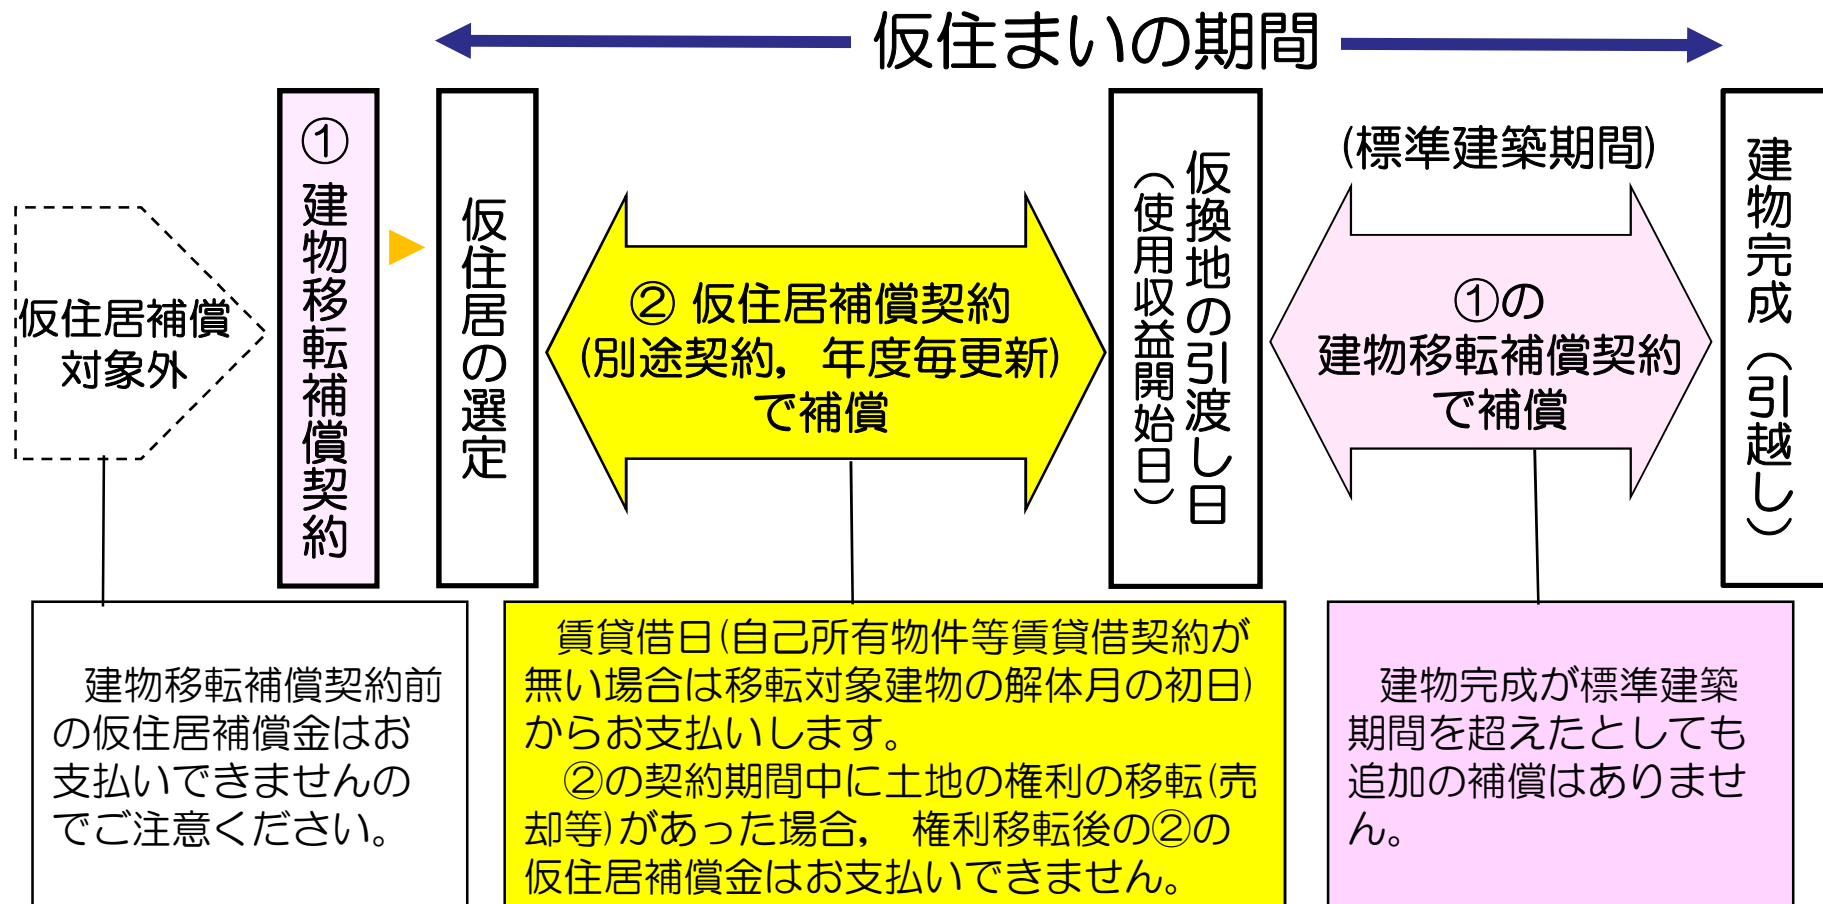 仮住まいの期間
仮住居補償
対象外
①建物移転補償契約
仮住居の選定
② 仮住居補償契約
(別途契約，年度毎更新)
で補償
仮換地の引渡し日
（使用収益開始日）
(標準建築期間)
①の
建物移転補償契約
で補償
建物完成（引越し）
建物移転補償契約前
の仮住居補償金はお
支払いできませんの
でご注意ください。
賃貸借日(自己所有物件等賃貸借契約が
無い場合は移転対象建物の解体月の初日)
からお支払いします。
②の契約期間中に土地の権利の移転(売
却等)があった場合，権利移転後の②の
仮住居補償金はお支払いできません。
建物完成が標準建築
期間を超えたとしても
追加の補償はありませ
ん。